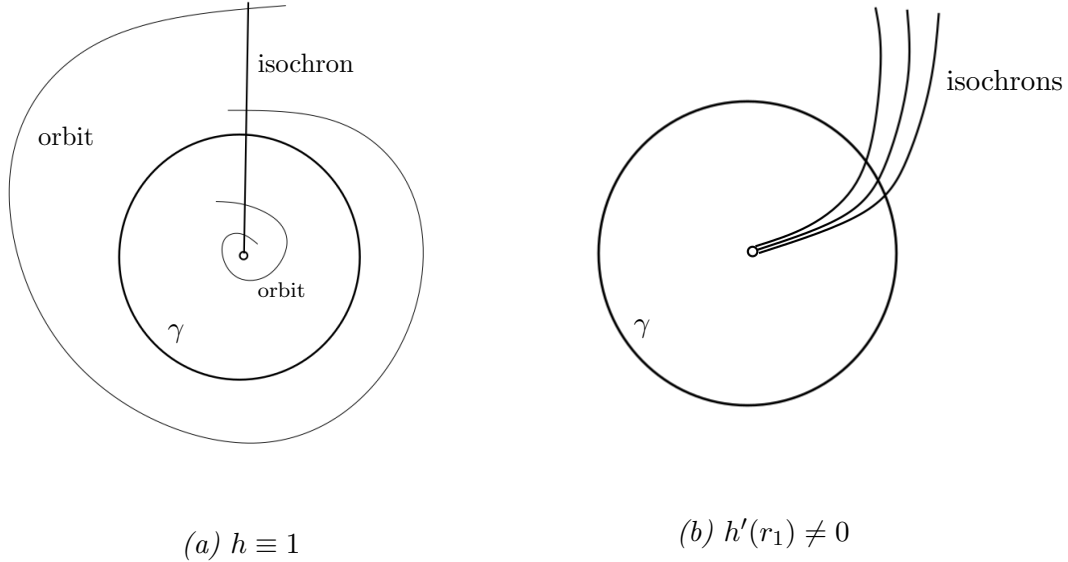 isochron
orbit
orbit
γ
(a) h ≡ 1
isochrons
γ
(b) h′(r₁) ≠ 0